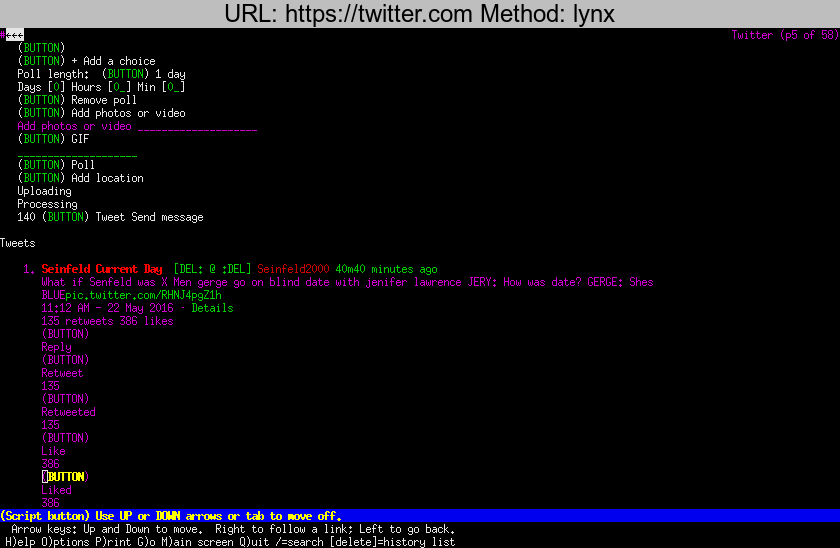 URL: https://twitter.com Method: lynx
#←←← Twitter (p5 of 58)
(BUTTON)
(BUTTON) + Add a choice
Poll length: (BUTTON) 1 day
Days [0] Hours [0_] Min [0_]
(BUTTON) Remove poll
(BUTTON) Add photos or video
Add photos or video ____________________
(BUTTON) GIF
____________________
(BUTTON) Poll
(BUTTON) Add location
Uploading
Processing
140 (BUTTON) Tweet Send message
Tweets
1. Seinfeld Current Day [DEL: @ :DEL] Seinfeld2000 40m40 minutes ago
What if Senfeld was X Men gerge go on blind date with jenifer lawrence JERY: How was date? GERGE: Shes
BLUEpic.twitter.com/RHNJ4pgZ1h
11:12 AM - 22 May 2016 · Details
135 retweets 386 likes
(BUTTON)
Reply
(BUTTON)
Retweet
135
(BUTTON)
Retweeted
135
(BUTTON)
Like
386
(BUTTON)
Liked
386
(Script button) Use UP or DOWN arrows or tab to move off.
Arrow keys: Up and Down to move. Right to follow a link; Left to go back.
H)elp O)ptions P)rint G)o M)ain screen Q)uit /=search [delete]=history list